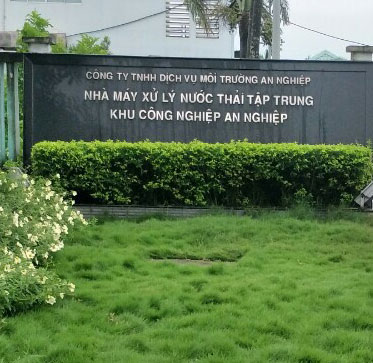 CÔNG TY TNHH DỊCH VỤ MÔI TRƯỜNG AN NGHIỆP
NHÀ MÁY XỬ LÝ NƯỚC THẢI TẬP TRUNG
KHU CÔNG NGHIỆP AN NGHIỆP